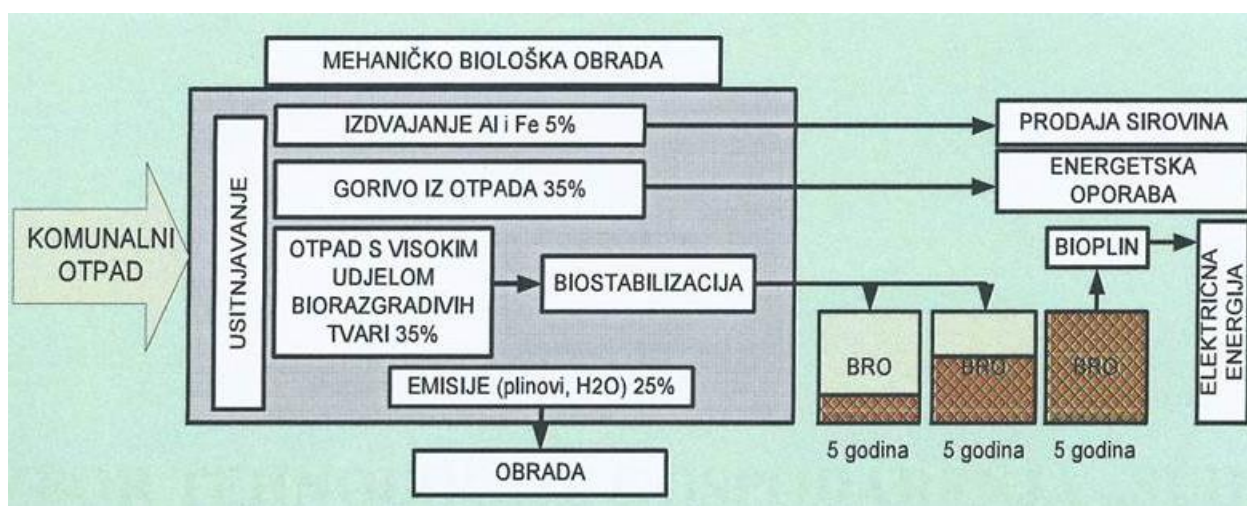 MEHANIČKO BIOLOŠKA OBRADA
KOMUNALNI
OTPAD
USITNJAVANJE
IZDVAJANJE Al i Fe 5%
PRODAJA SIROVINA
GORIVO IZ OTPADA 35%
ENERGETSKA
OPORABA
OTPAD S VISOKIM
UDJELOM
BIORAZGRADIVIH
TVARI 35%
BIOSTABILIZACIJA
BIOPLIN
ELEKTRIČNA
ENERGIJA
BRO
BRO
BRO
5 godina
5 godina
5 godina
EMISIJE (plinovi, H2O) 25%
OBRADA